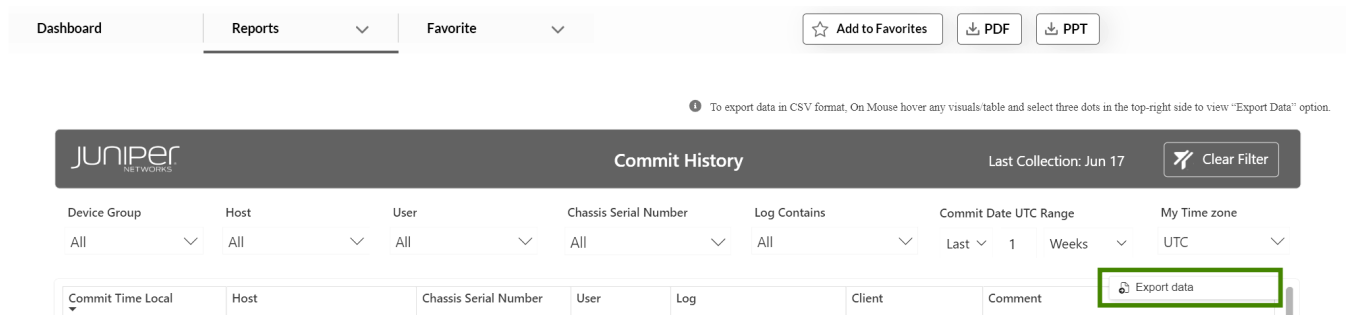 Dashboard Reports Favorite Add to Favorites PDF PPT
To export data in CSV format, On Mouse hover any visuals/table and select three dots in the top-right side to view “Export Data” option.
JUNIPER NETWORKS Commit History Last Collection: Jun 17 Clear Filter
Device Group Host User Chassis Serial Number Log Contains Commit Date UTC Range My Time zone
All All All All All Last 1 Weeks UTC
Export data
Commit Time Local Host Chassis Serial Number User Log Client Comment